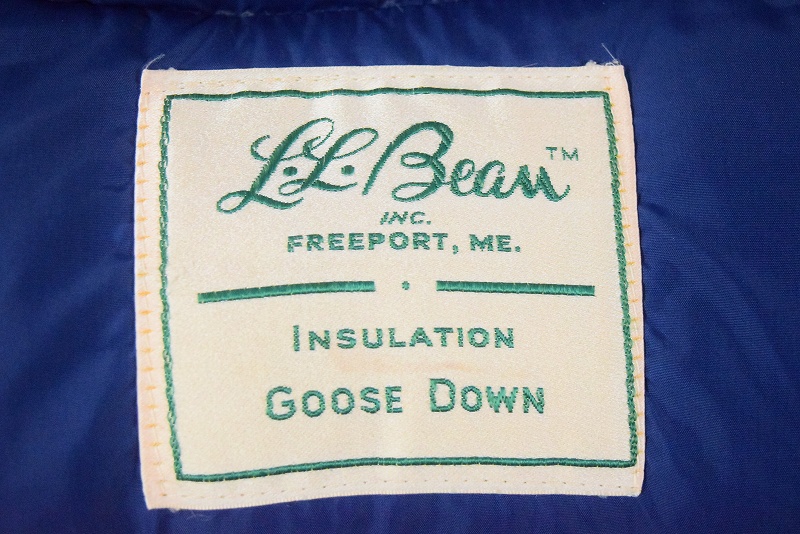 L.L.Bean™
INC.
FREEPORT, ME.
INSULATION
GOOSE DOWN